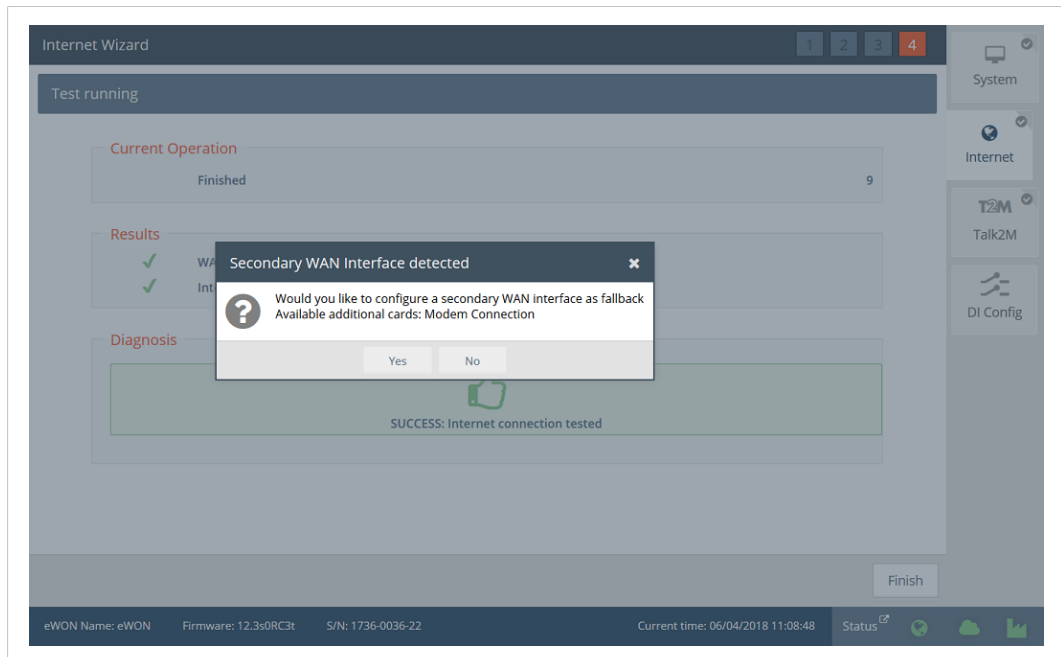 Internet Wizard
1 2 3 4
System
Test running
Current Operation
Finished 9
Internet
T2M
Talk2M
Results
WA
Int
DI Config
Secondary WAN Interface detected
Would you like to configure a secondary WAN interface as fallback
Available additional cards: Modem Connection
Yes No
Diagnosis
SUCCESS: Internet connection tested
Finish
eWON Name: eWON Firmware: 12.3s0RC3t S/N: 1736-0036-22 Current time: 06/04/2018 11:08:48 Status